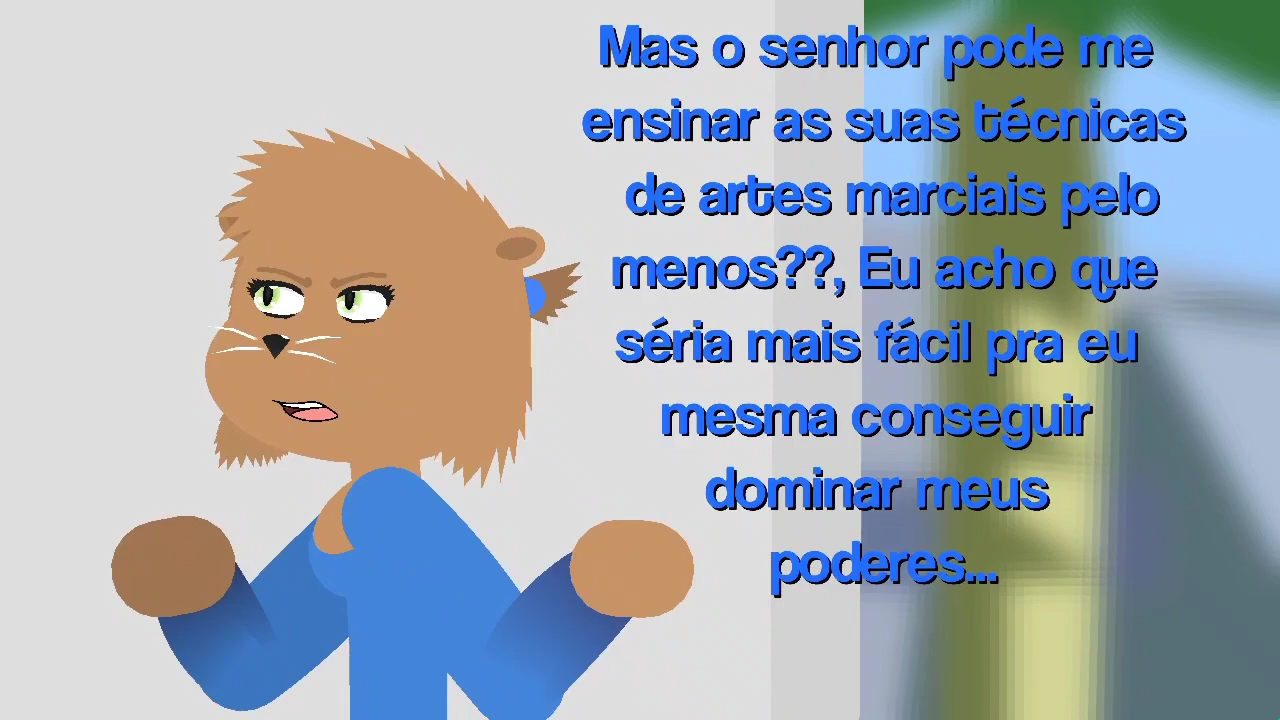 Mas o senhor pode me
ensinar as suas técnicas
de artes marciais pelo
menos??, Eu acho que
séria mais fácil pra eu
mesma conseguir
dominar meus
poderes...